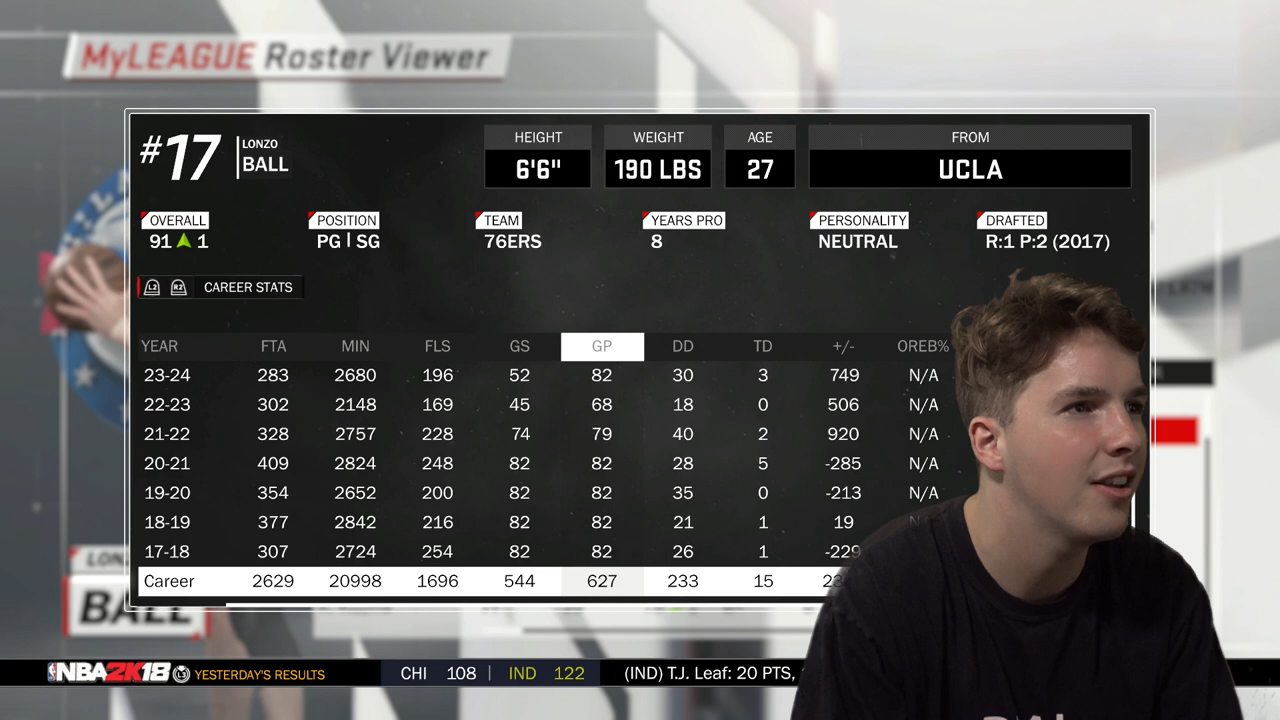 MyLEAGUE Roster Viewer
#17 LONZO BALL
HEIGHT WEIGHT AGE FROM
6'6" 190 LBS 27 UCLA
OVERALL POSITION TEAM YEARS PRO PERSONALITY DRAFTED
91 1 PG | SG 76ERS 8 NEUTRAL R:1 P:2 (2017)
L2 R2 CAREER STATS
YEAR FTA MIN FLS GS GP DD TD +/- OREB%
23-24 283 2680 196 52 82 30 3 749 N/A
22-23 302 2148 169 45 68 18 0 506 N/A
21-22 328 2757 228 74 79 40 2 920 N/A
20-21 409 2824 248 82 82 28 5 -285 N/A
19-20 354 2652 200 82 82 35 0 -213 N/A
18-19 377 2842 216 82 82 21 1 19 N
17-18 307 2724 254 82 82 26 1 -229
Career 2629 20998 1696 544 627 233 15
LON
BALL
NBA2K18 YESTERDAY'S RESULTS CHI 108 | IND 122 (IND) T.J. Leaf: 20 PTS,